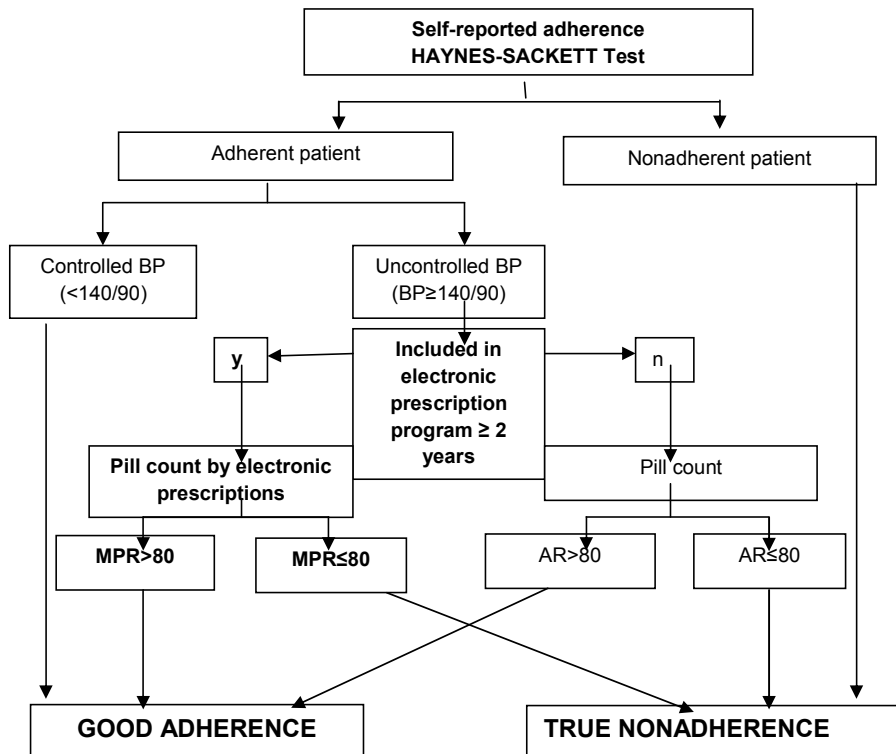 Self-reported adherence
HAYNES-SACKETT Test
Adherent patient
Nonadherent patient
Controlled BP
(<140/90)
Uncontrolled BP
(BP≥140/90)
y
Included in
electronic
prescription
program ≥ 2
years
n
Pill count by electronic
prescriptions
Pill count
MPR>80
MPR≤80
AR>80
AR≤80
GOOD ADHERENCE
TRUE NONADHERENCE